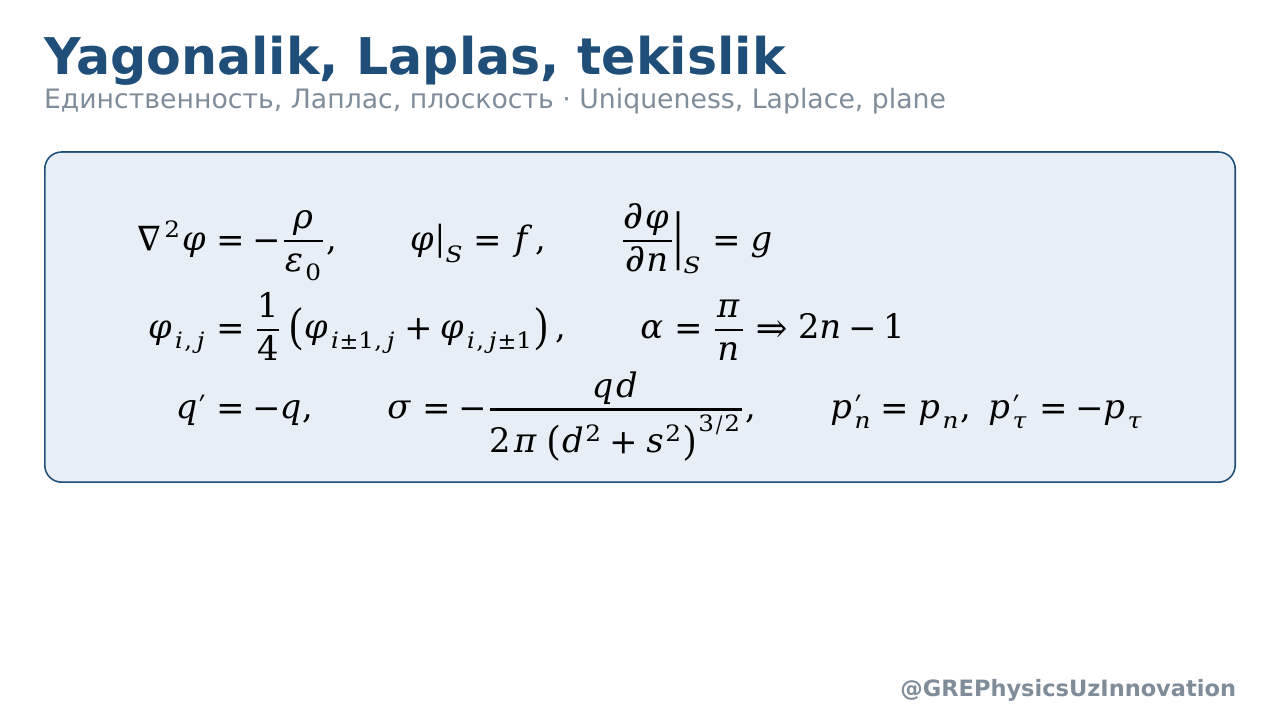 Yagonalik, Laplas, tekislik
Единственность, Лаплас, плоскость · Uniqueness, Laplace, plane
∇²φ = −ρ/ε₀, φ|_S = f, ∂φ/∂n|_S = g
φ_{i,j} = 1/4 (φ_{i±1,j} + φ_{i,j±1}), α = π/n ⇒ 2n − 1
q′ = −q, σ = −qd/(2π (d² + s²)^{3/2}), p′_n = p_n, p′_τ = −p_τ
@GREPhysicsUzInnovation